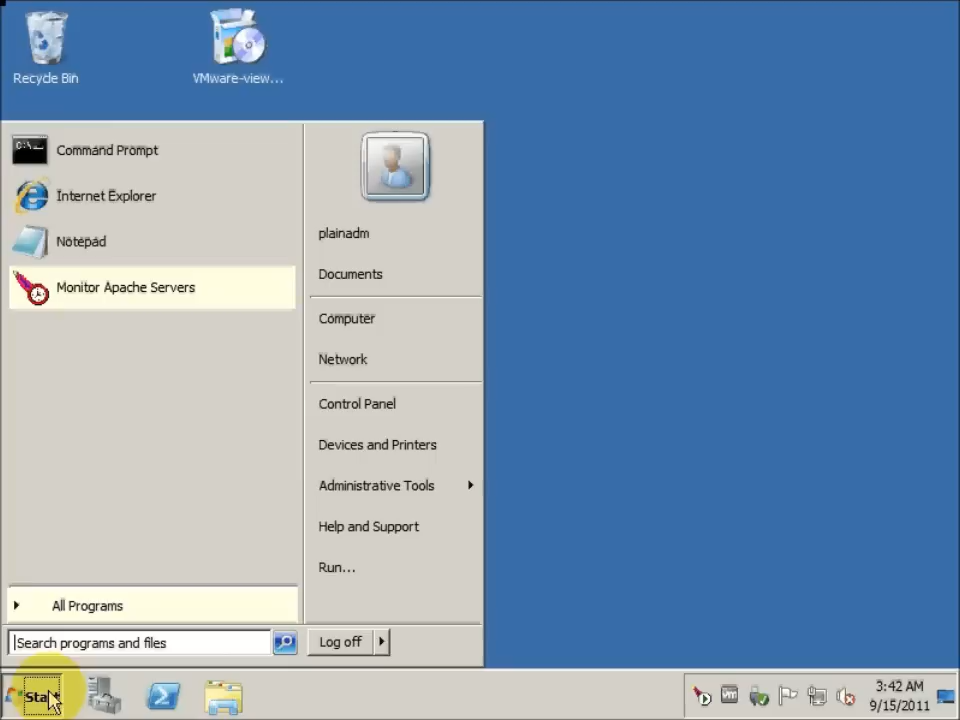 Recycle Bin
VMware-view...
Command Prompt
Internet Explorer
Notepad
Monitor Apache Servers
plainadm
Documents
Computer
Network
Control Panel
Devices and Printers
Administrative Tools
Help and Support
Run...
All Programs
Search programs and files
Log off
Start
3:42 AM
9/15/2011